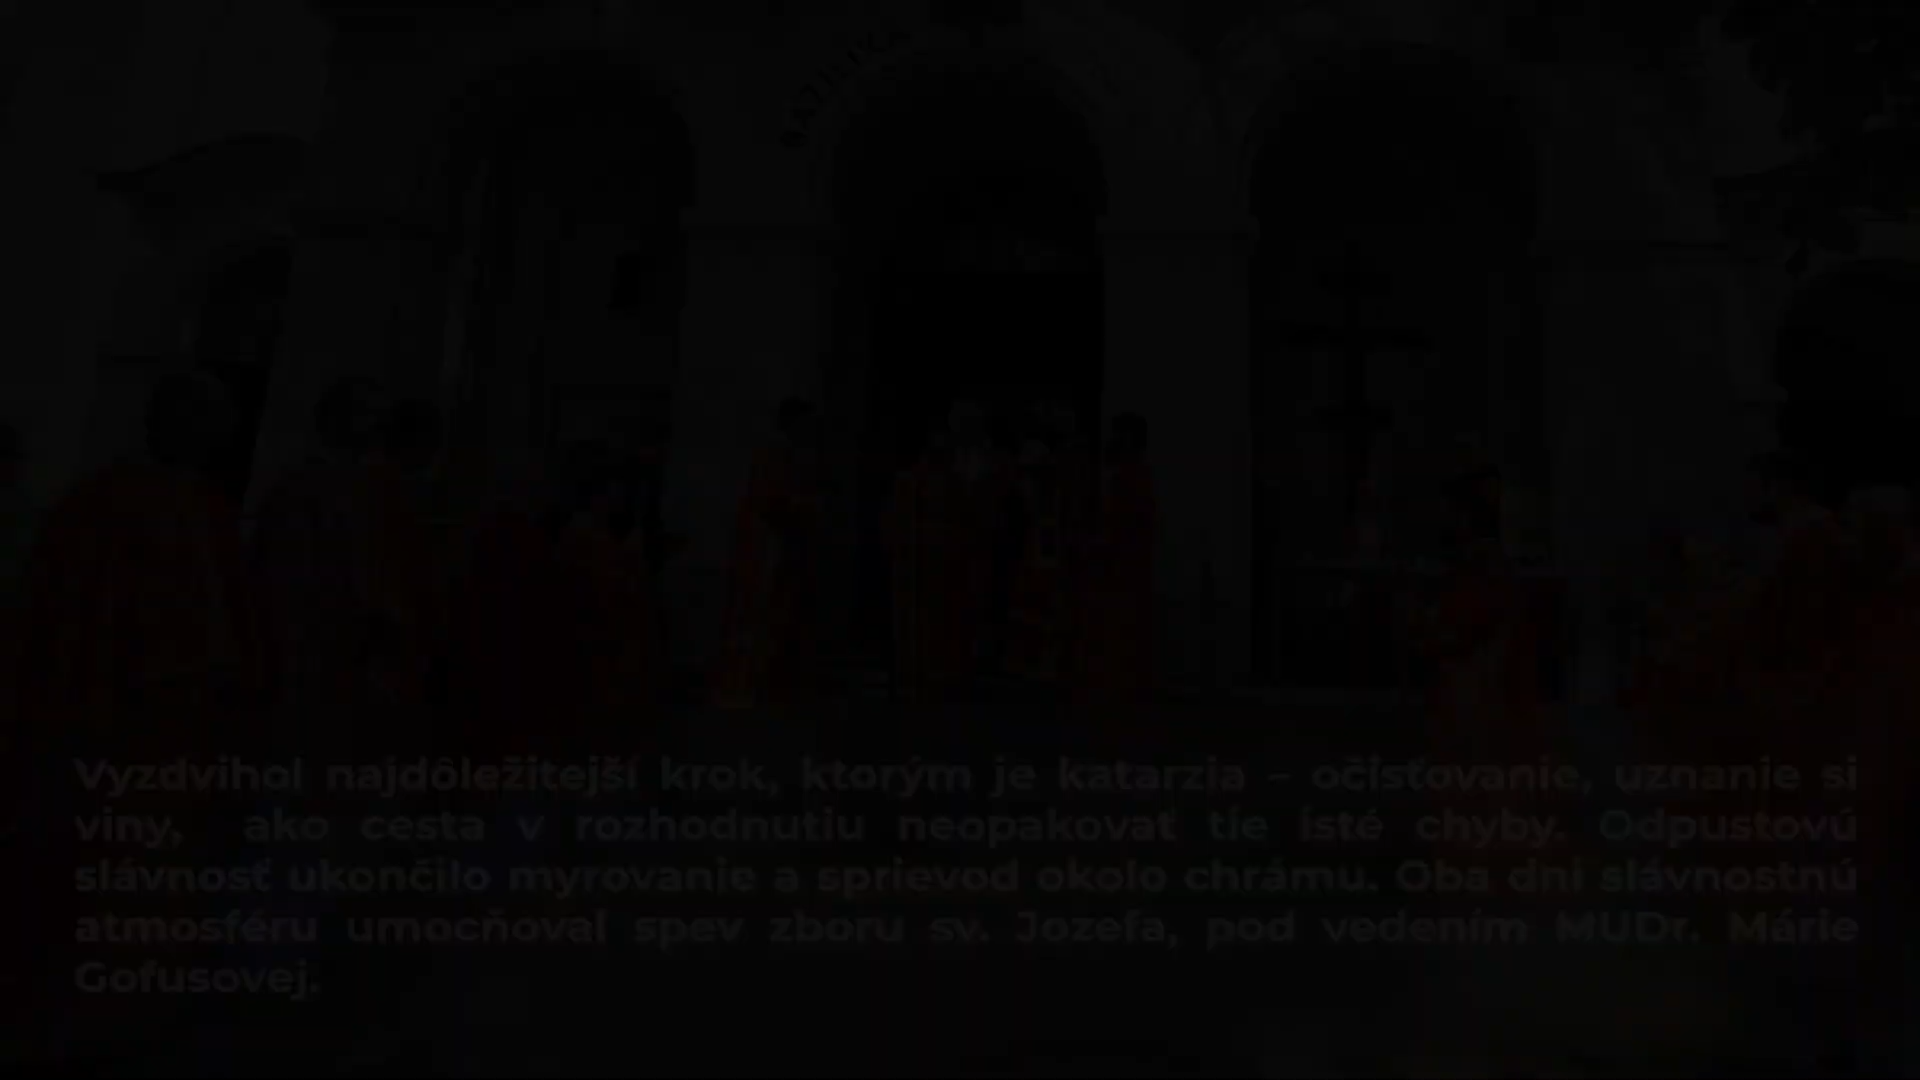 BAZILIKA
Vyzdvihol najdôležitejší krok, ktorým je katarzia – očisťovanie, uznanie si
viny, ako cesta v rozhodnutiu neopakovať tie isté chyby. Odpustovú
slávnosť ukončilo myrovanie a sprievod okolo chrámu. Oba dni slávnostnú
atmosféru umocňoval spev zboru sv. Jozefa, pod vedením MUDr. Márie
Gofusovej.